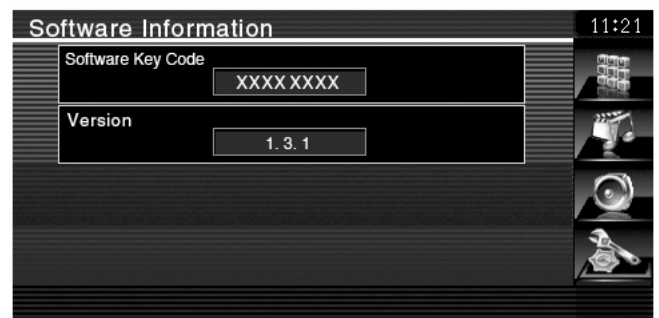 Software Information
11:21
Software Key Code
XXXX XXXX
Version
1. 3. 1